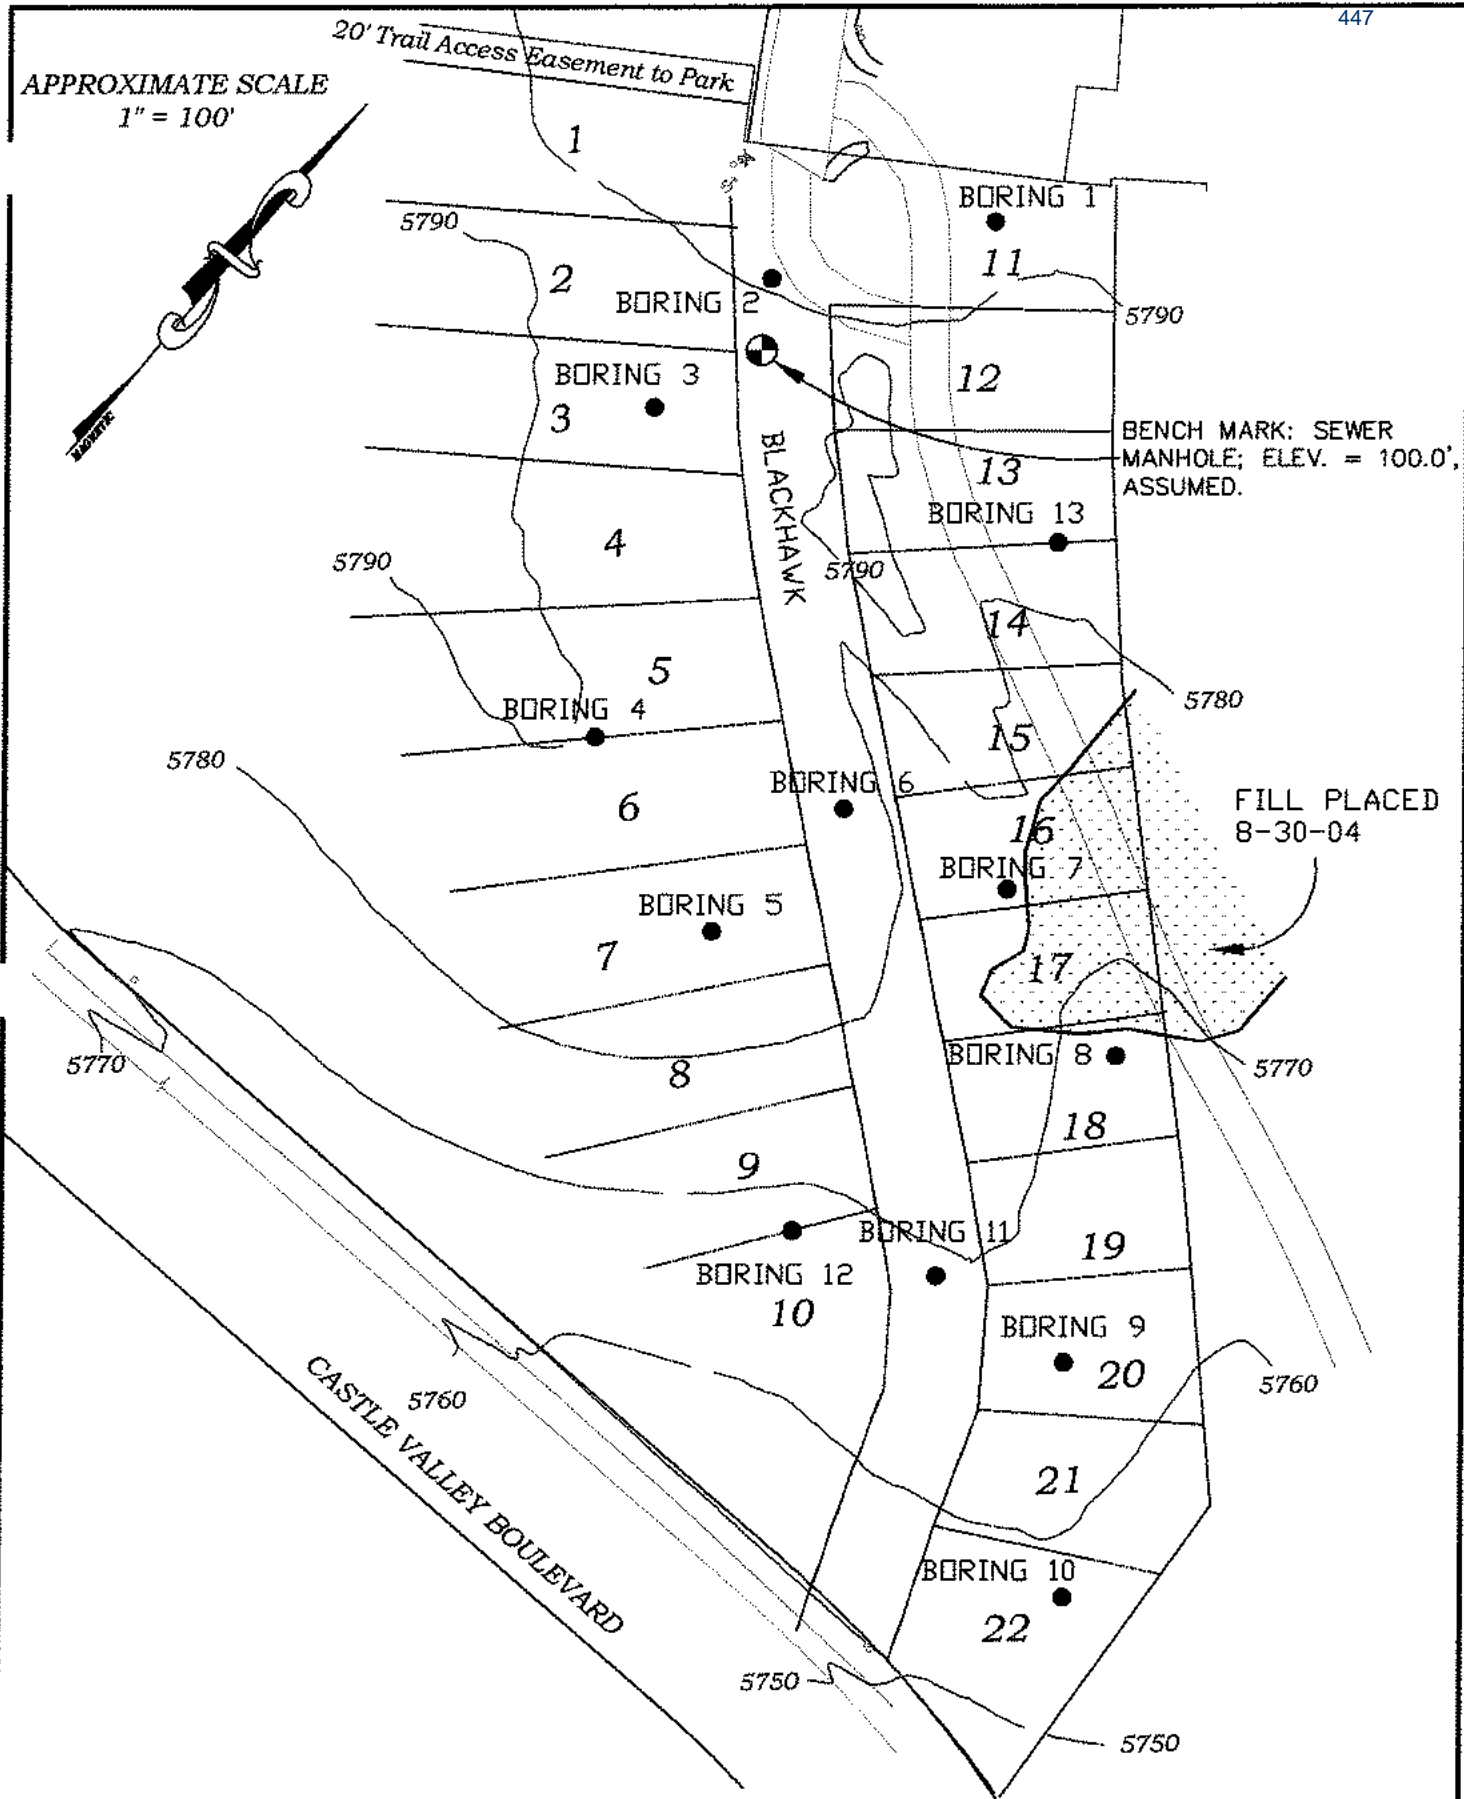 447
20' Trail Access Easement to Park
APPROXIMATE SCALE
1" = 100'
1
BORING 1
11
5790
2
BORING 2
5790
12
BORING 3
3
BENCH MARK: SEWER
MANHOLE; ELEV. = 100.0',
ASSUMED.
MAGNETIC
13
BORING 13
BLACKHAWK
4
5790
5790
14
5
5780
BORING 4
15
5780
BORING 6
6
FILL PLACED
8-30-04
16
BORING 7
BORING 5
7
17
BORING 8
5770
5770
8
18
9
BORING 11
19
BORING 12
10
BORING 9
20
5760
5760
CASTLE VALLEY BOULEVARD
21
BORING 10
22
5750
5750